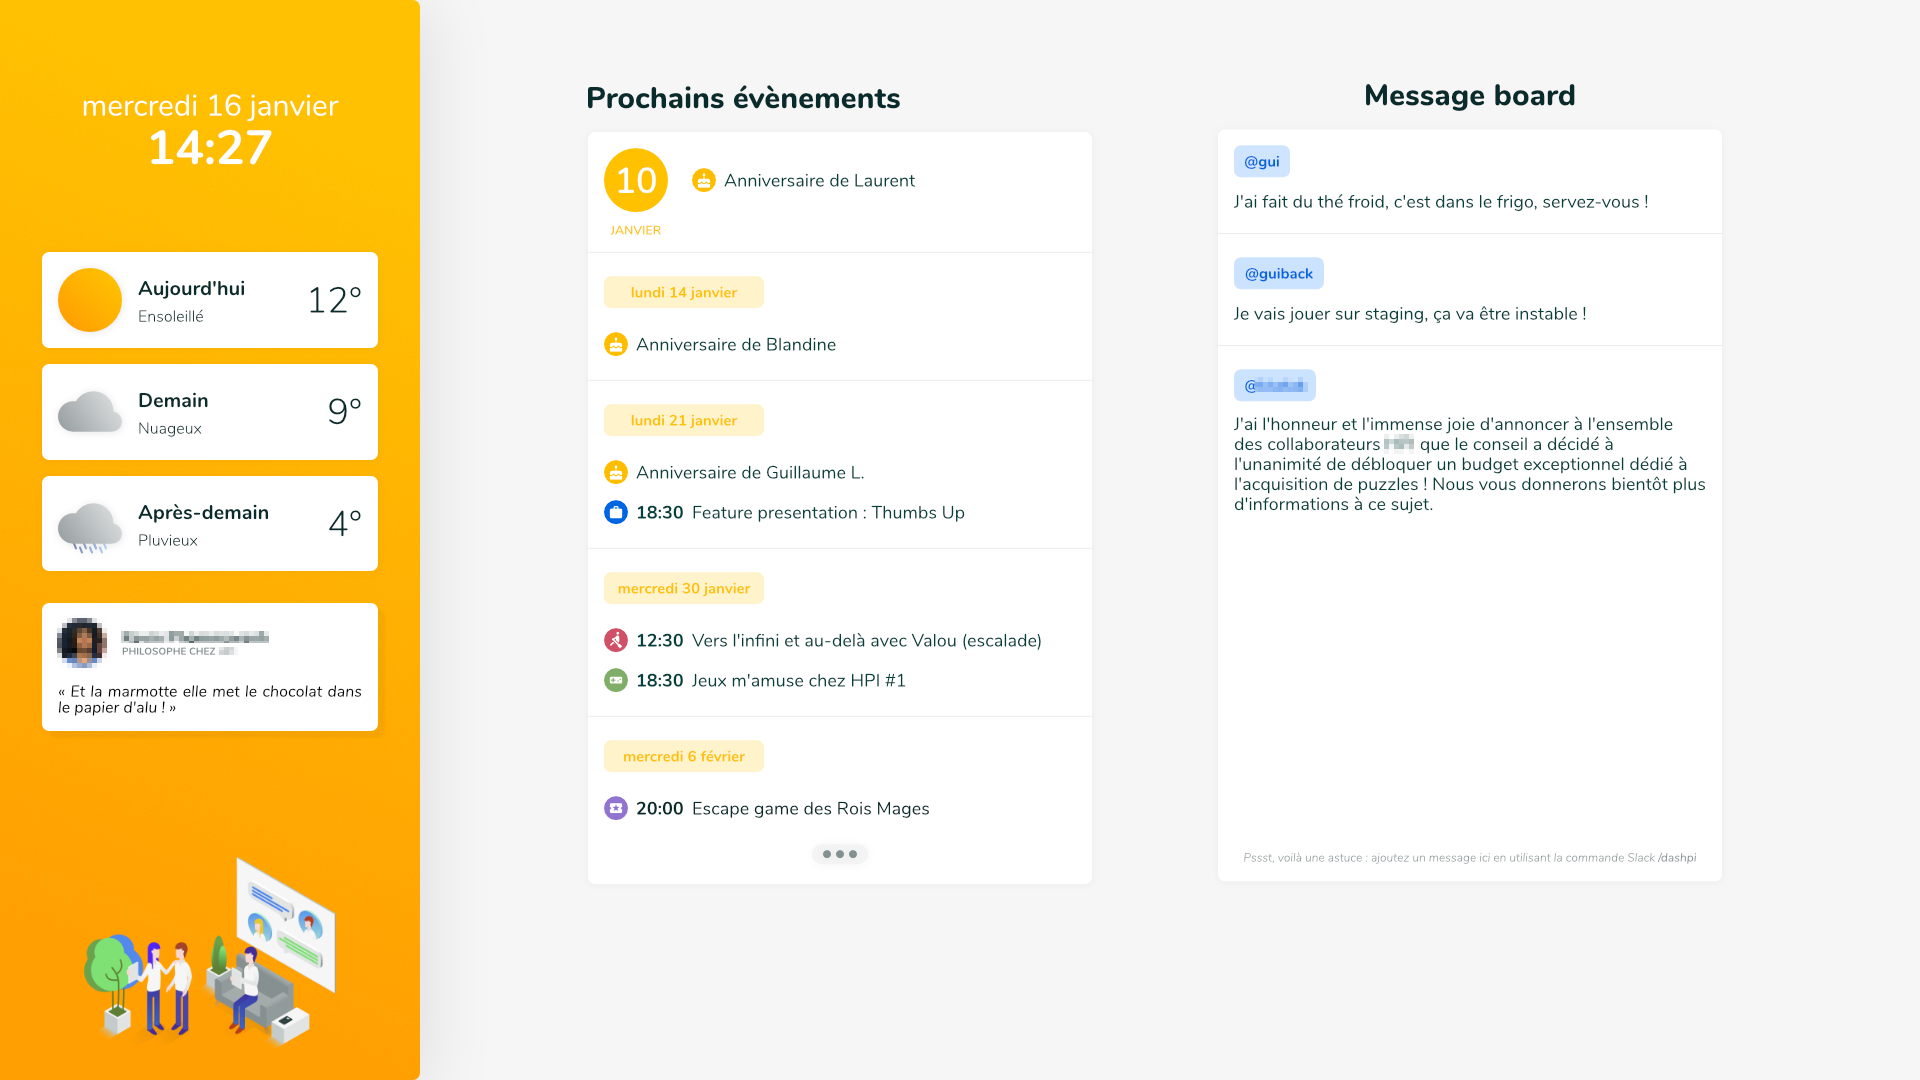 mercredi 16 janvier
14:27
Aujourd'hui
Ensoleillé
12°
Demain
Nuageux
9°
Après-demain
Pluvieux
4°
PHILOSOPHE CHEZ
« Et la marmotte elle met le chocolat dans
le papier d'alu ! »
Prochains évènements
10
JANVIER
Anniversaire de Laurent
lundi 14 janvier
Anniversaire de Blandine
lundi 21 janvier
Anniversaire de Guillaume L.
18:30 Feature presentation : Thumbs Up
mercredi 30 janvier
12:30 Vers l'infini et au-delà avec Valou (escalade)
18:30 Jeux m'amuse chez HPI #1
mercredi 6 février
20:00 Escape game des Rois Mages
Message board
@gui
J'ai fait du thé froid, c'est dans le frigo, servez-vous !
@guiback
Je vais jouer sur staging, ça va être instable !
@
J'ai l'honneur et l'immense joie d'annoncer à l'ensemble
des collaborateurs que le conseil a décidé à
l'unanimité de débloquer un budget exceptionnel dédié à
l'acquisition de puzzles ! Nous vous donnerons bientôt plus
d'informations à ce sujet.
Pssst, voilà une astuce : ajoutez un message ici en utilisant la commande Slack /dashpi